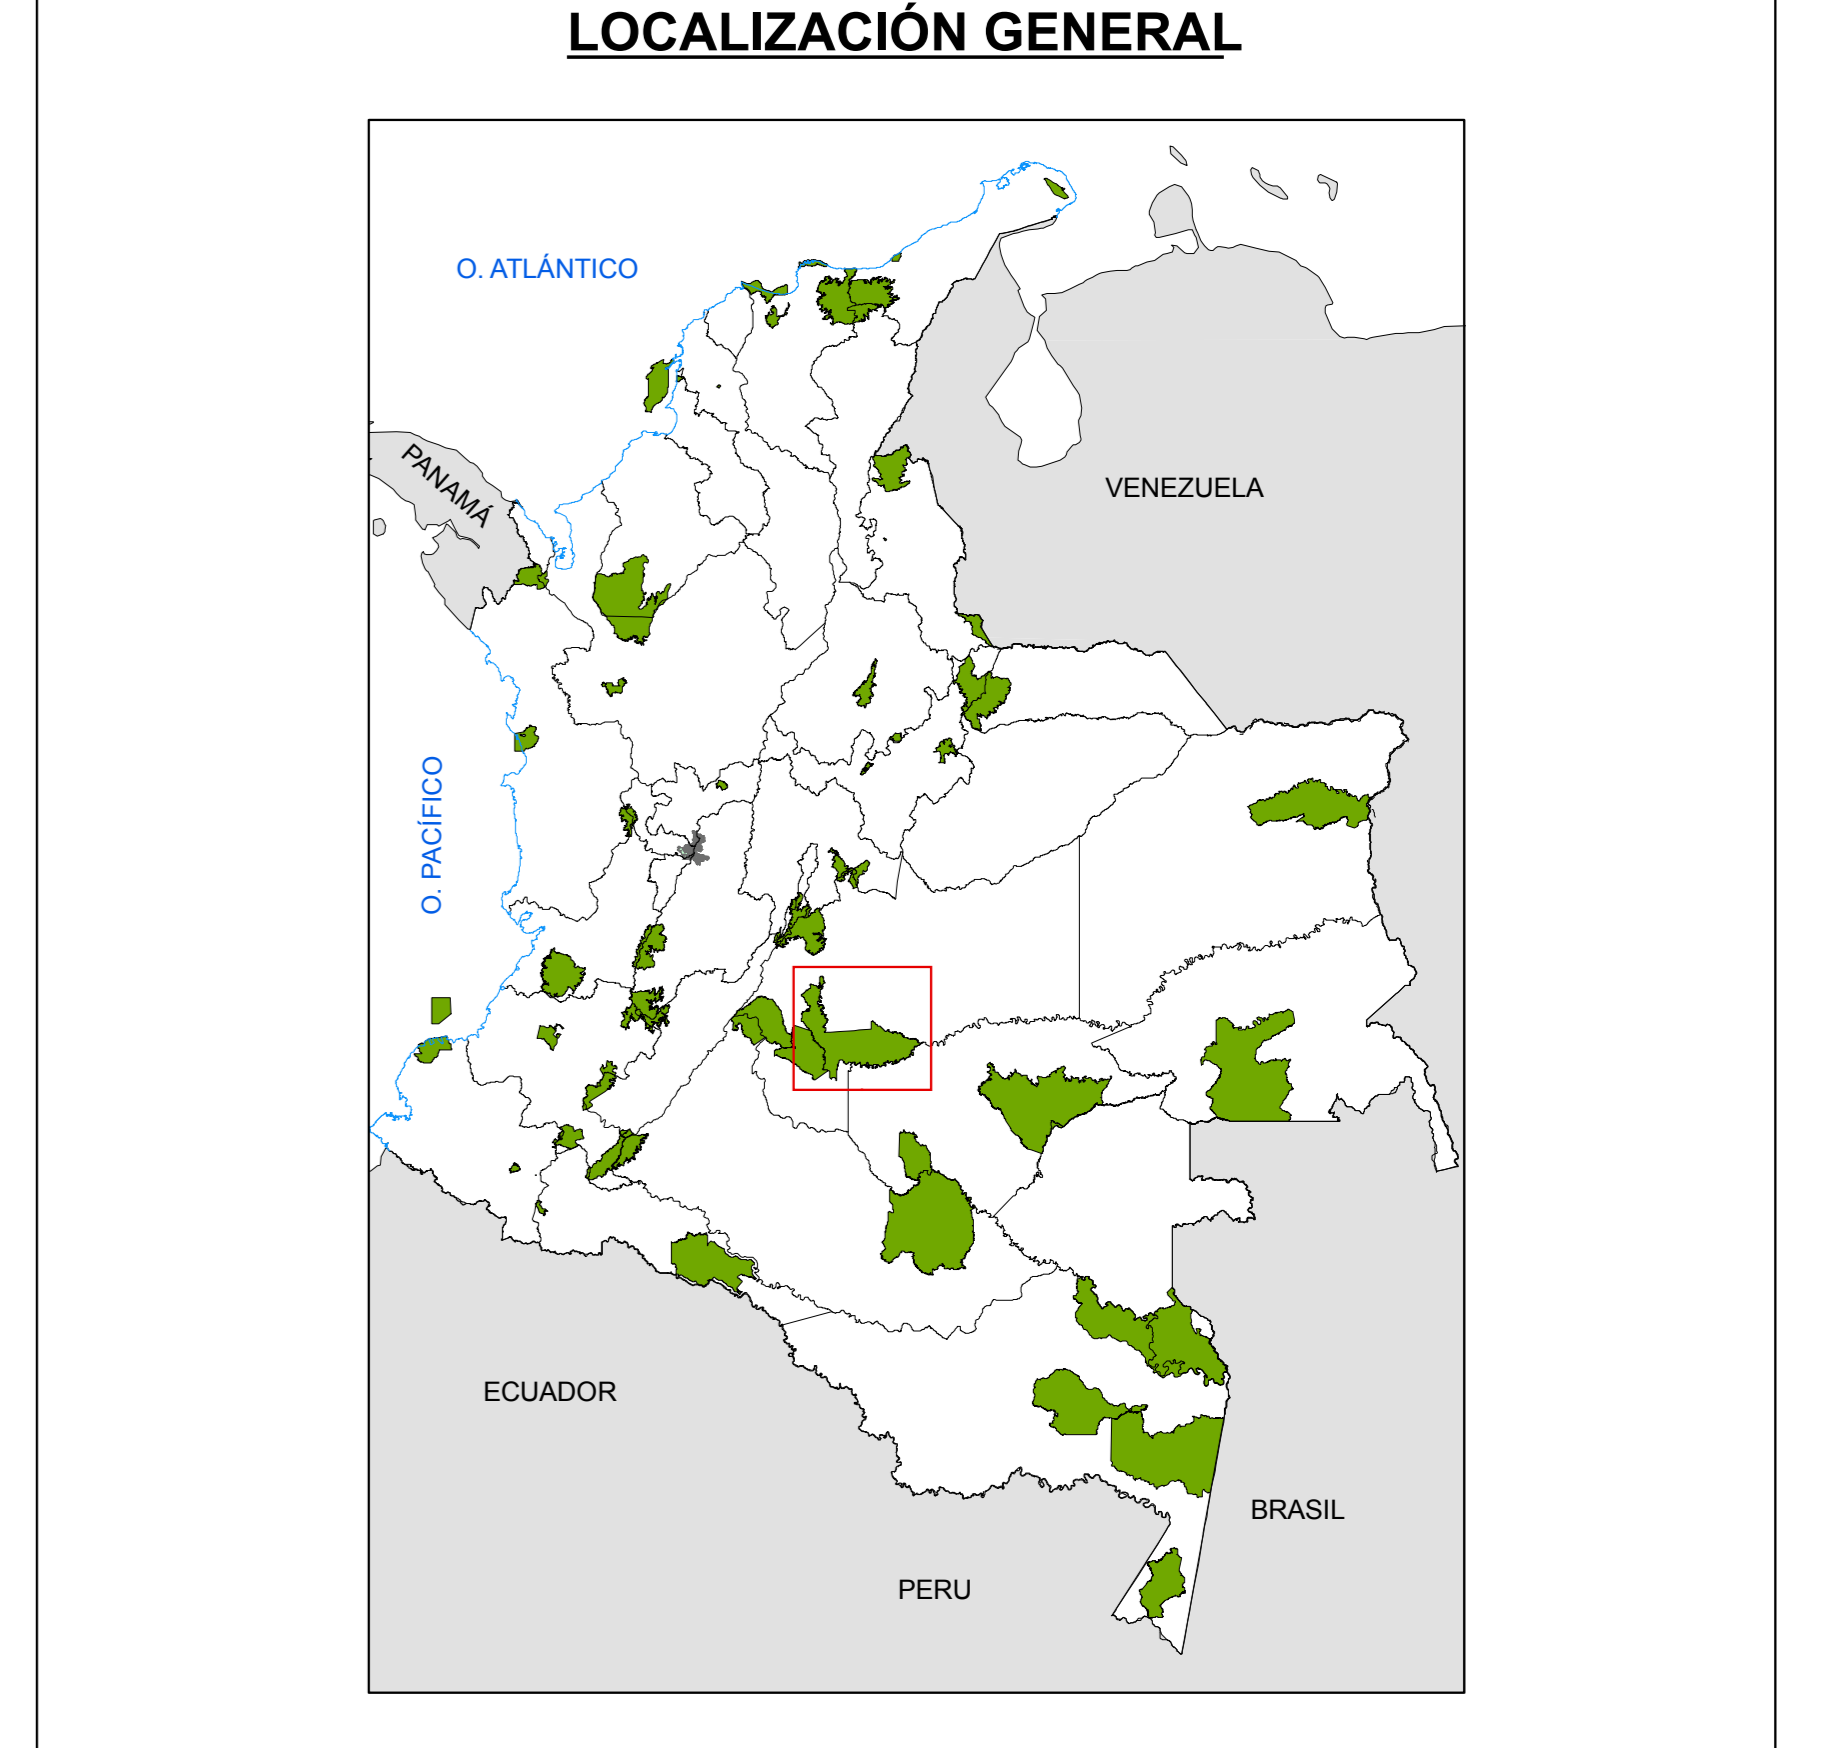 LOCALIZACIÓN GENERAL
O. ATLÁNTICO
PANAMÁ
VENEZUELA
O. PACÍFICO
ECUADOR
BRASIL
PERU